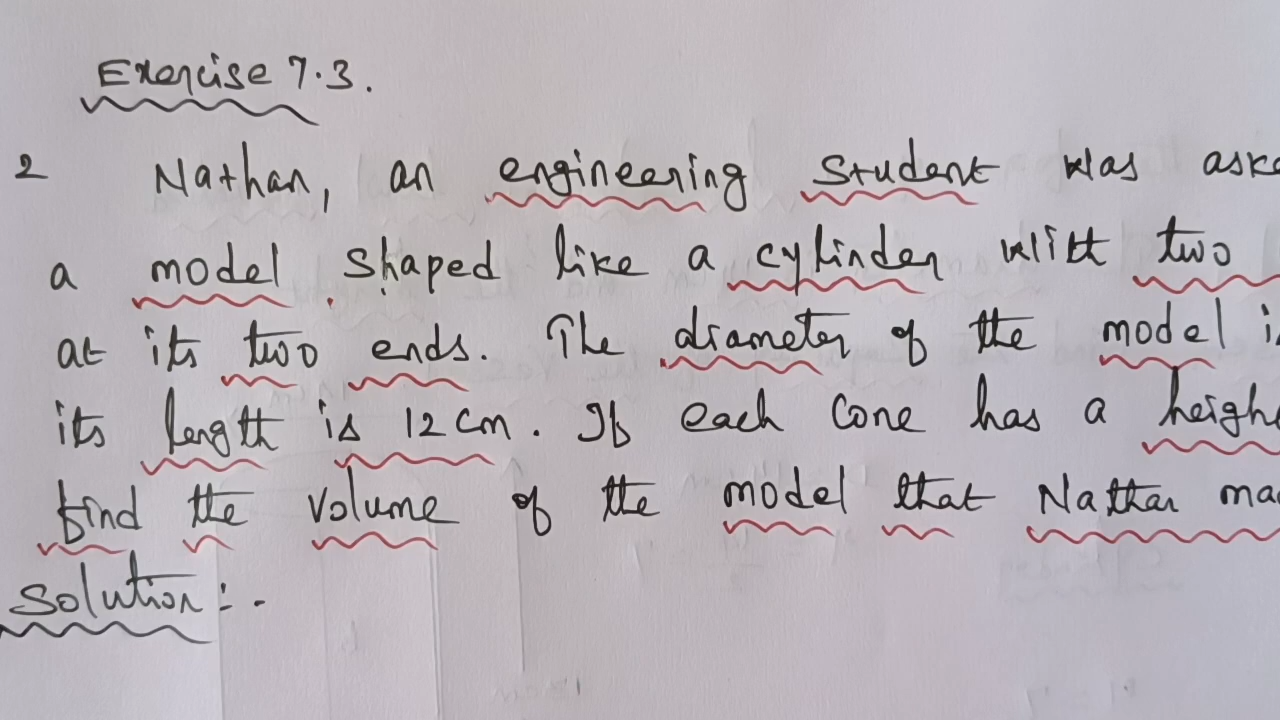 Exercise 7.3.
2 Nathan, an engineering Student was aske
a model shaped like a cylinder with two
at its two ends. The diameter of the model is
its length is 12 cm. If each Cone has a heigh
find the volume of the model that Nathan ma
Solution:-